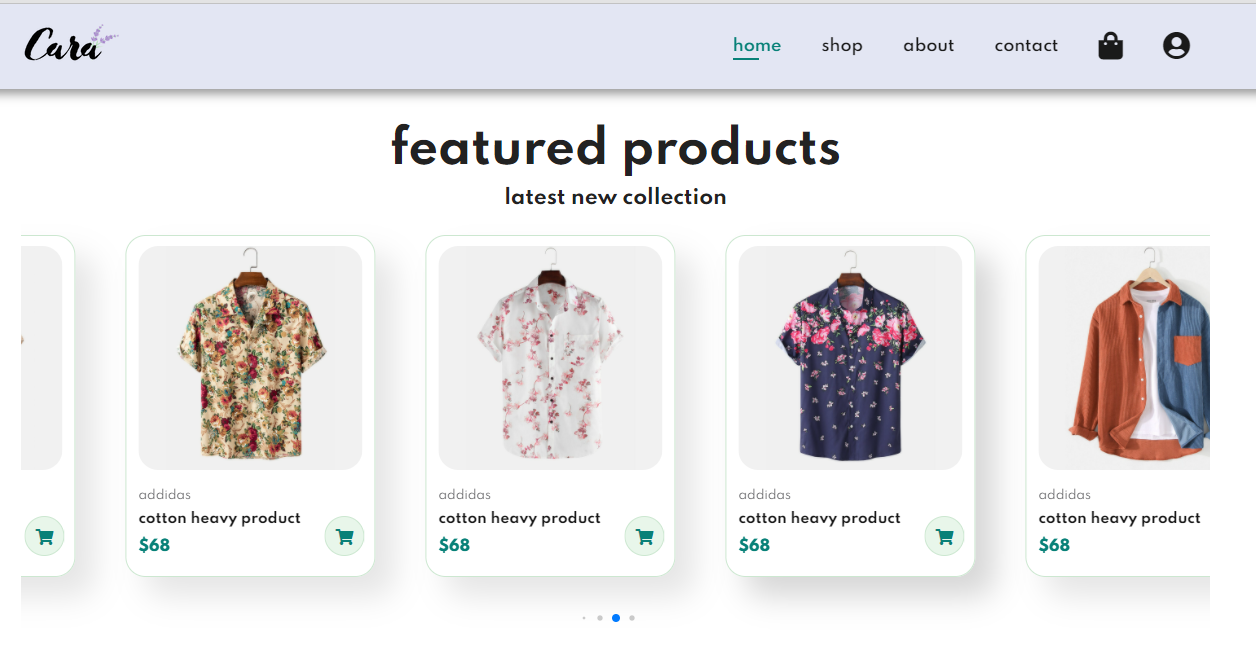 Cara
home shop about contact
featured products
latest new collection
addidas addidas addidas addidas
cotton heavy product cotton heavy product cotton heavy product cotton heavy product
$68 $68 $68 $68